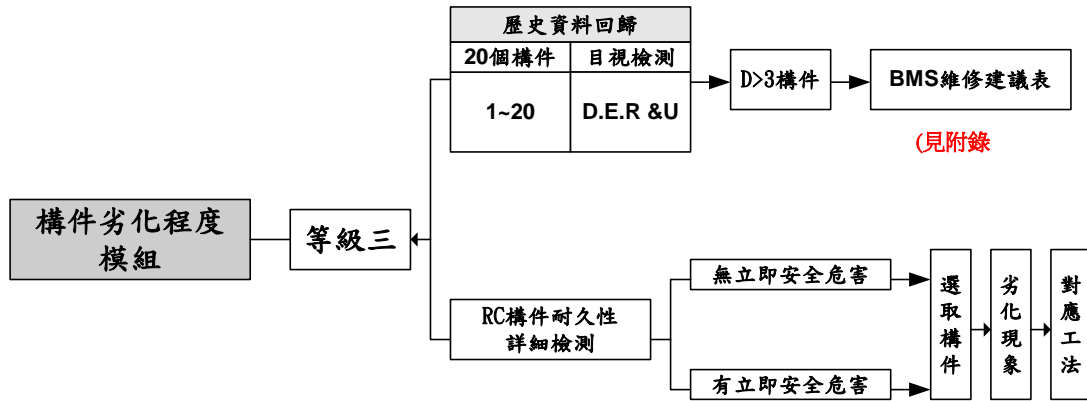 歷史資料回歸
20個構件
目視檢測
1~20
D.E.R &U
D>3構件
BMS維修建議表
(見附錄
構件劣化程度
模組
等級三
RC構件耐久性
詳細檢測
無立即安全危害
有立即安全危害
選取構件
劣化現象
對應工法